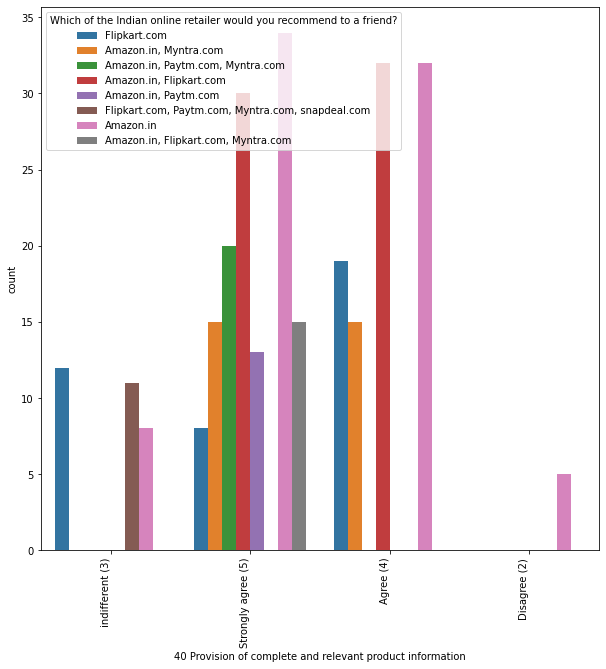 Which of the Indian online retailer would you recommend to a friend?
Flipkart.com
Amazon.in, Myntra.com
Amazon.in, Paytm.com, Myntra.com
Amazon.in, Flipkart.com
Amazon.in, Paytm.com
Flipkart.com, Paytm.com, Myntra.com, snapdeal.com
Amazon.in
Amazon.in, Flipkart.com, Myntra.com
35
30
25
20
15
10
5
0
count
indifferent (3)
Strongly agree (5)
Agree (4)
Disagree (2)
40 Provision of complete and relevant product information